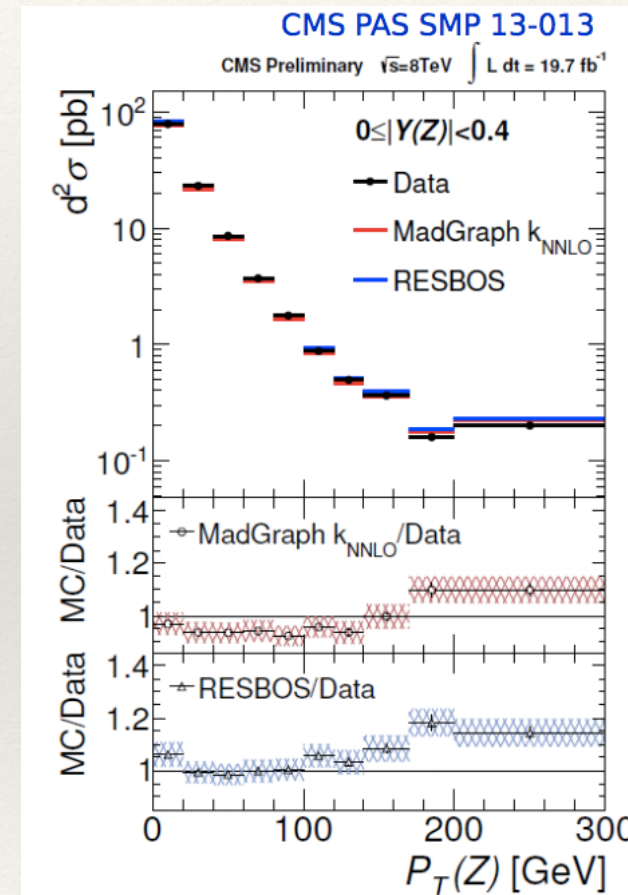 CMS PAS SMP 13-013
CMS Preliminary √s=8TeV ∫ L dt = 19.7 fb⁻¹
d²σ [pb]
10²
10
1
10⁻¹
0≤|Y(Z)|<0.4
Data
MadGraph k_NNLO
RESBOS
MC/Data
1.4
1.2
1
MadGraph k_NNLO/Data
MC/Data
1.4
1.2
1
RESBOS/Data
0 100 200 300
P_T(Z) [GeV]